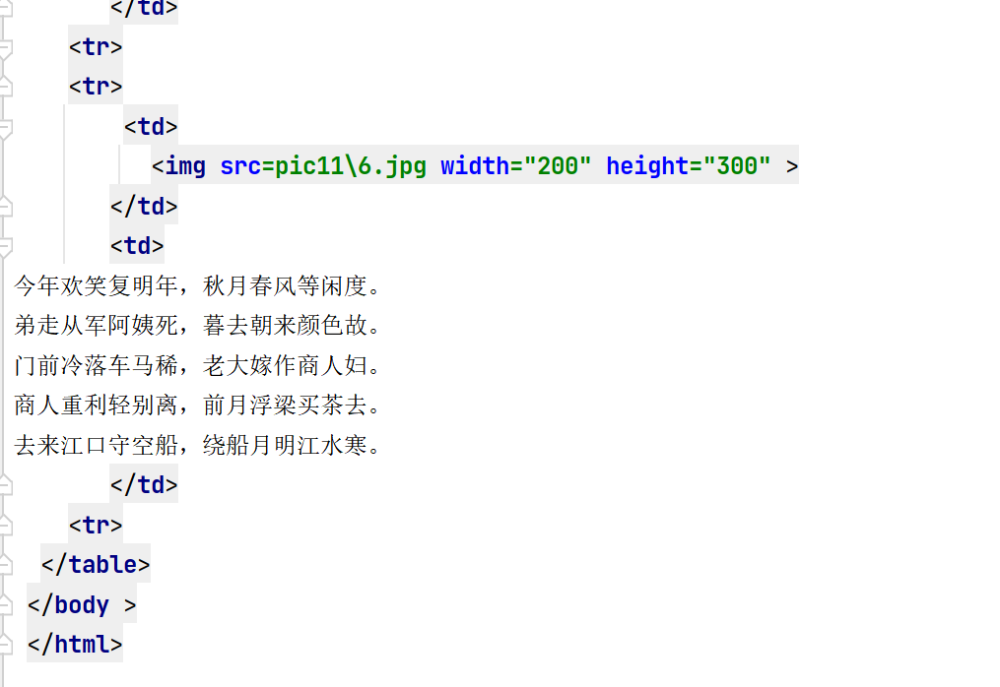 </td>
<tr>
<tr>
<td>
<img src=pic11\6.jpg width="200" height="300" >
</td>
<td>
今年欢笑复明年，秋月春风等闲度。
弟走从军阿姨死，暮去朝来颜色故。
门前冷落车马稀，老大嫁作商人妇。
商人重利轻别离，前月浮梁买茶去。
去来江口守空船，绕船月明江水寒。
</td>
<tr>
</table>
</body >
</html>